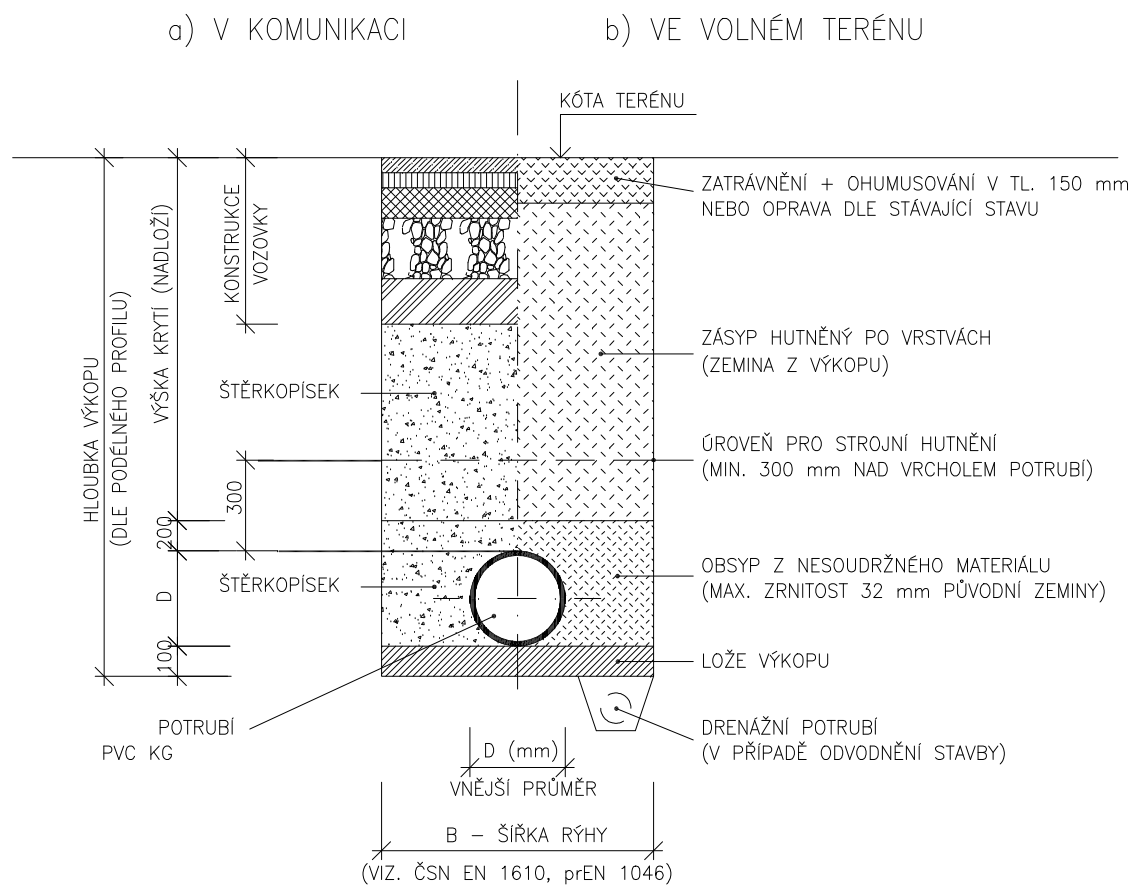 a) V KOMUNIKACI
b) VE VOLNÉM TERÉNU
KÓTA TERÉNU
HLOUBKA VÝKOPU
(DLE PODÉLNÉHO PROFILU)
VÝŠKA KRYTÍ (NADLOŽÍ)
KONSTRUKCE
VOZOVKY
300
200
D
100
ŠTĚRKOPÍSEK
ŠTĚRKOPÍSEK
POTRUBÍ
PVC KG
ZATRÁVNĚNÍ + OHUMUSOVÁNÍ V TL. 150 mm
NEBO OPRAVA DLE STÁVAJÍCÍ STAVU
ZÁSYP HUTNĚNÝ PO VRSTVÁCH
(ZEMINA Z VÝKOPU)
ÚROVEŇ PRO STROJNÍ HUTNĚNÍ
(MIN. 300 mm NAD VRCHOLEM POTRUBÍ)
OBSYP Z NESOUDRŽNÉHO MATERIÁLU
(MAX. ZRNITOST 32 mm PŮVODNÍ ZEMINY)
LOŽE VÝKOPU
DRENÁŽNÍ POTRUBÍ
(V PŘÍPADĚ ODVODNĚNÍ STAVBY)
D (mm)
VNĚJŠÍ PRŮMĚR
B – ŠÍŘKA RÝHY
(VIZ. ČSN EN 1610, prEN 1046)